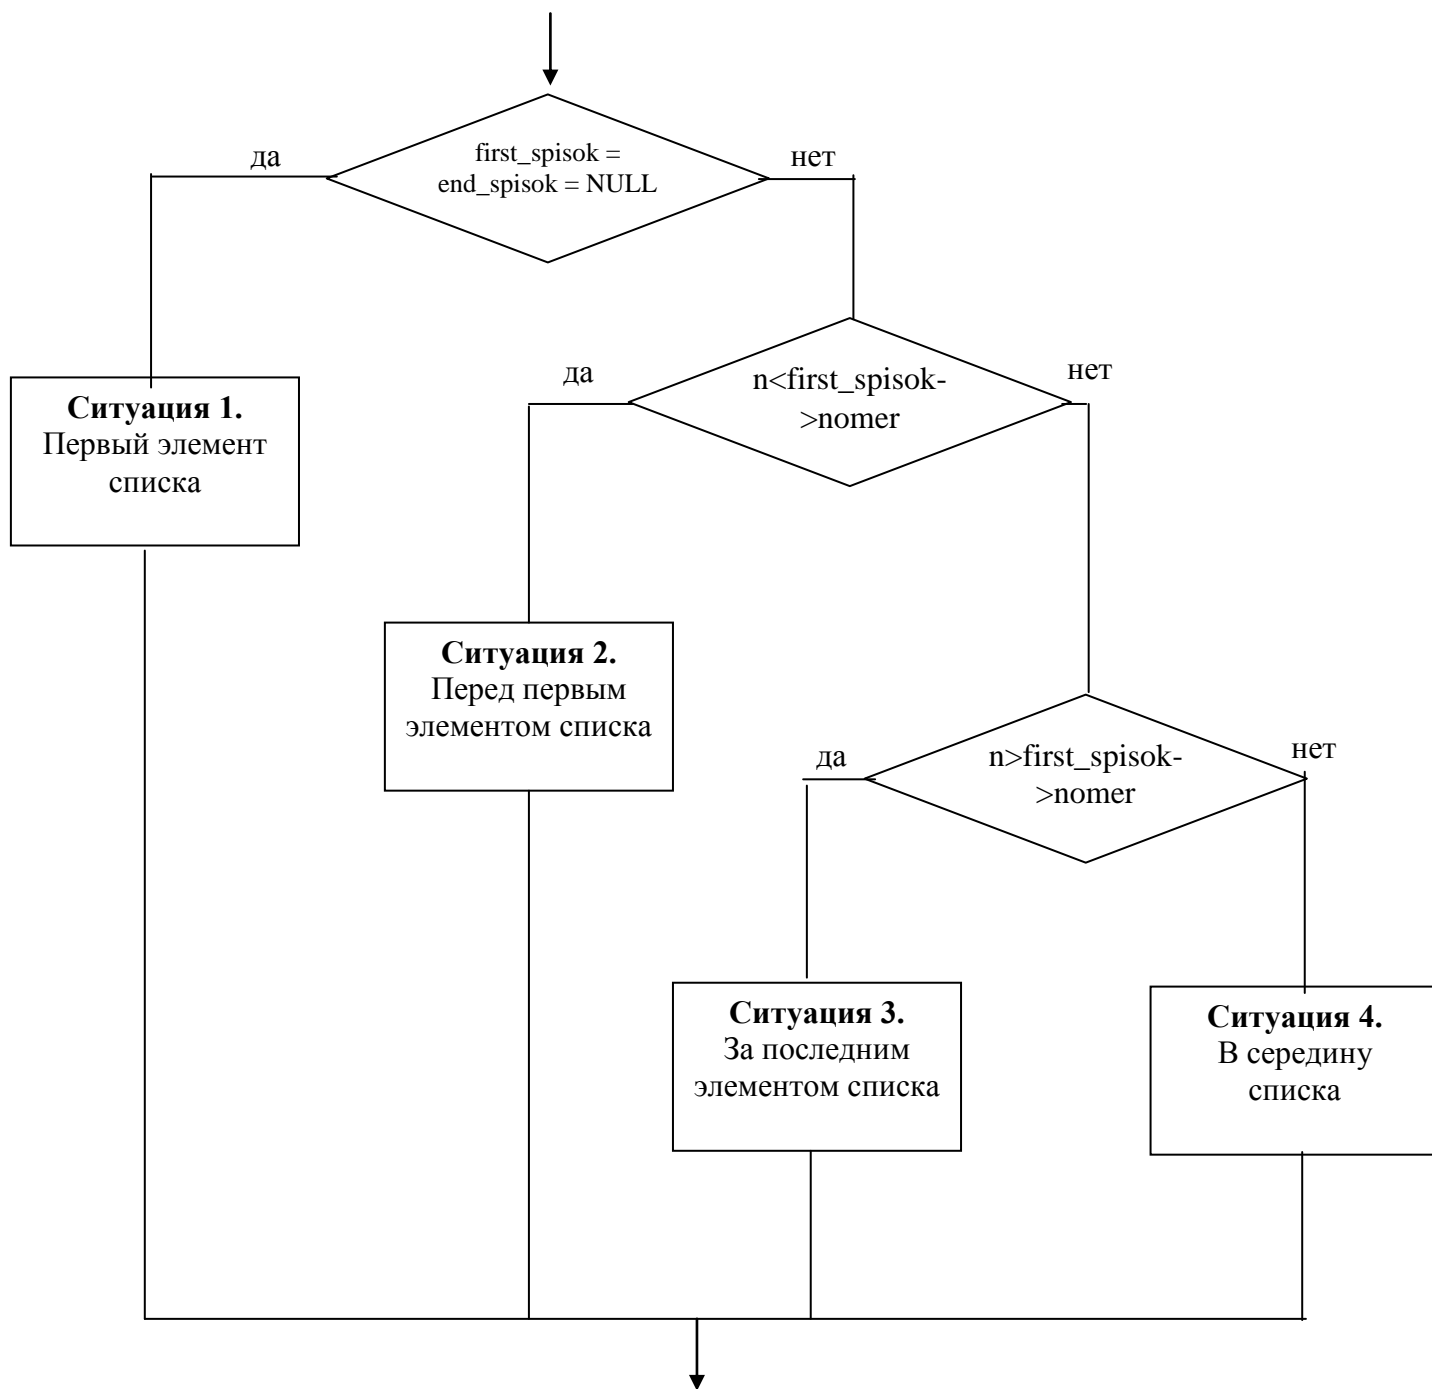 да
first_spisok =
end_spisok = NULL
нет
да
n<first_spisok-
>nomer
нет
Ситуация 1.
Первый элемент
списка
Ситуация 2.
Перед первым
элементом списка
да
n>first_spisok-
>nomer
нет
Ситуация 3.
За последним
элементом списка
Ситуация 4.
В середину
списка